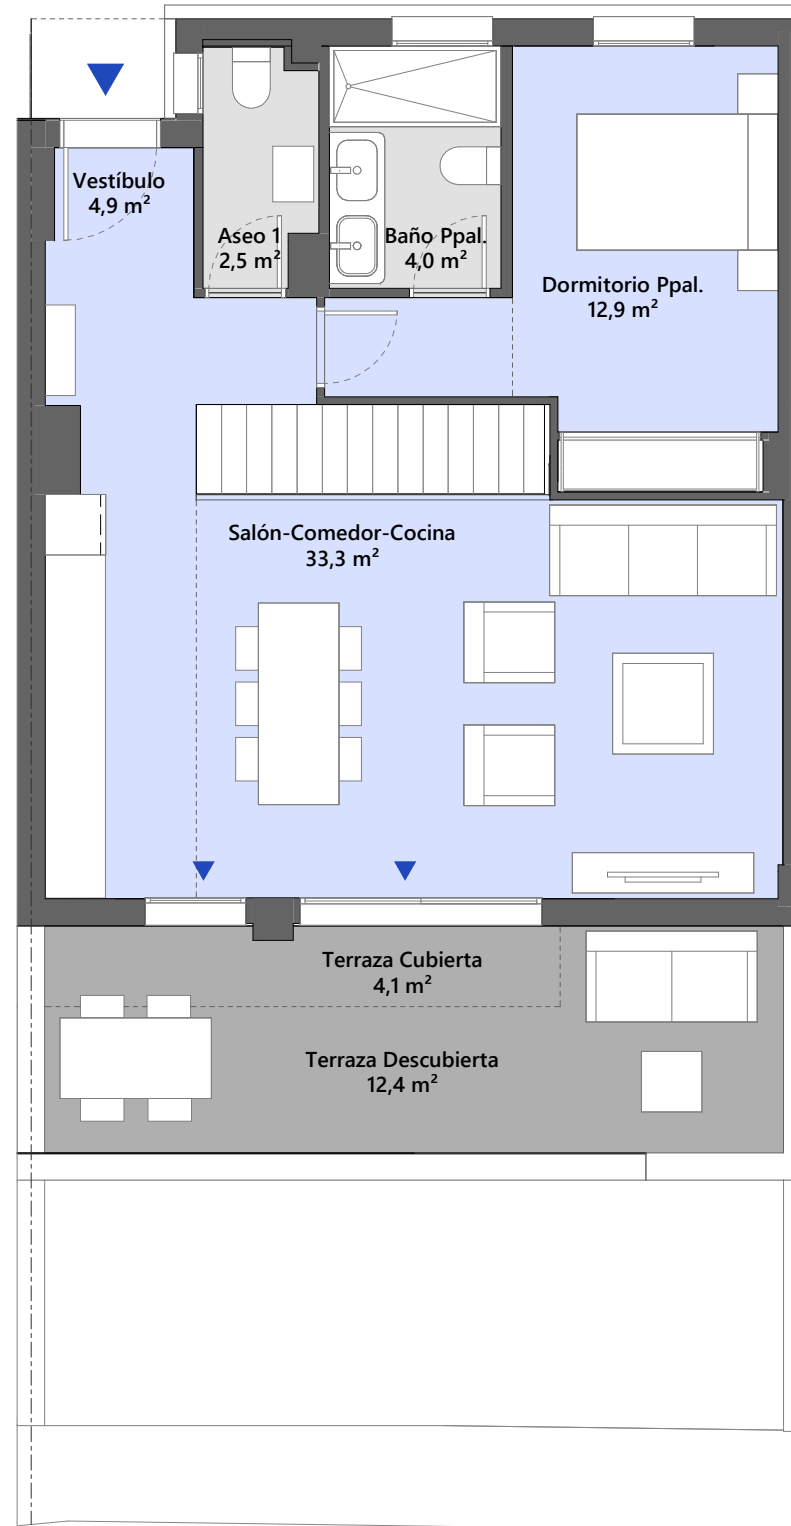 Vestíbulo
4,9 m²
Aseo 1
2,5 m²
Baño Ppal.
4,0 m²
Dormitorio Ppal.
12,9 m²
Salón-Comedor-Cocina
33,3 m²
Terraza Cubierta
4,1 m²
Terraza Descubierta
12,4 m²